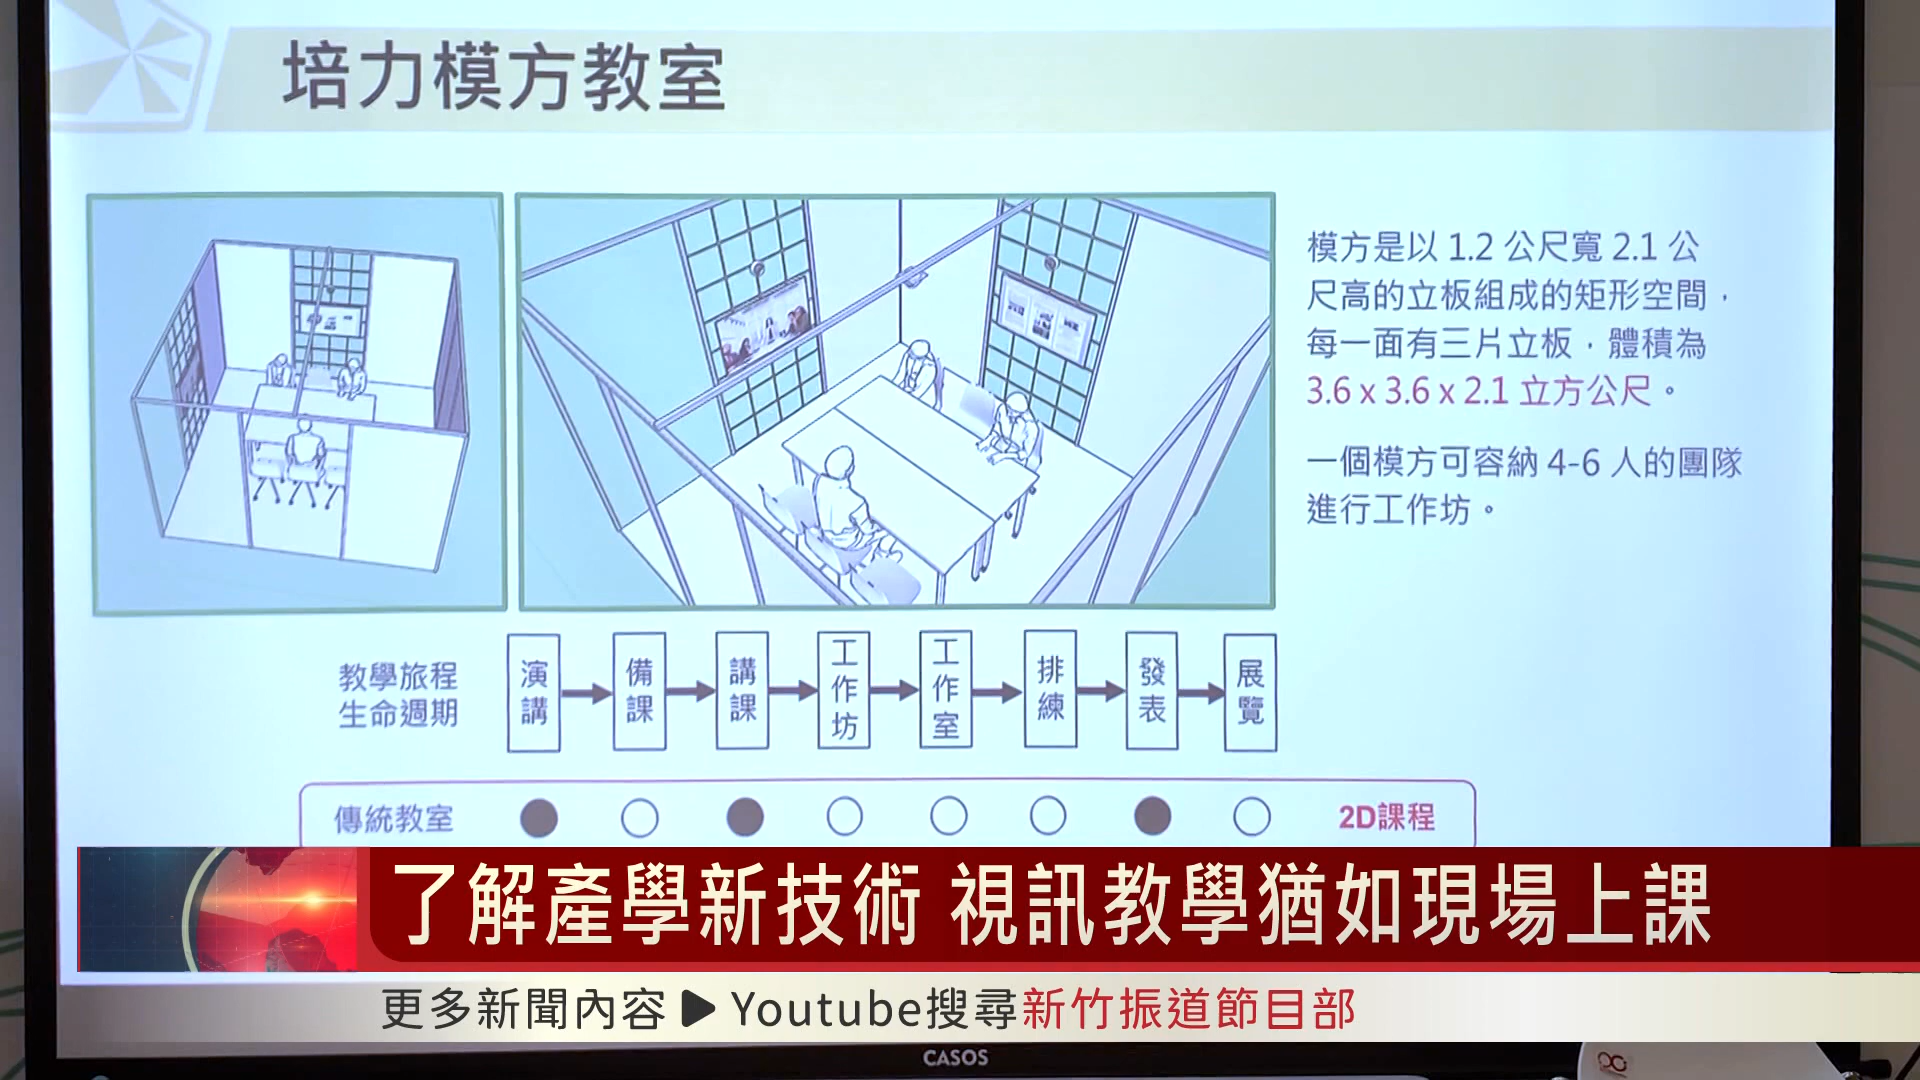 培力模方教室
模方是以 1.2 公尺寬 2.1 公
尺高的立板組成的矩形空間，
每一面有三片立板，體積為
3.6 x 3.6 x 2.1 立方公尺。
一個模方可容納 4-6 人的團隊
進行工作坊。
教學旅程
生命週期
演講
備課
講課
工作坊
工作室
排練
發表
展覽
傳統教室
2D課程
了解產學新技術 視訊教學猶如現場上課
更多新聞內容▶Youtube搜尋新竹振道節目部
CASOS